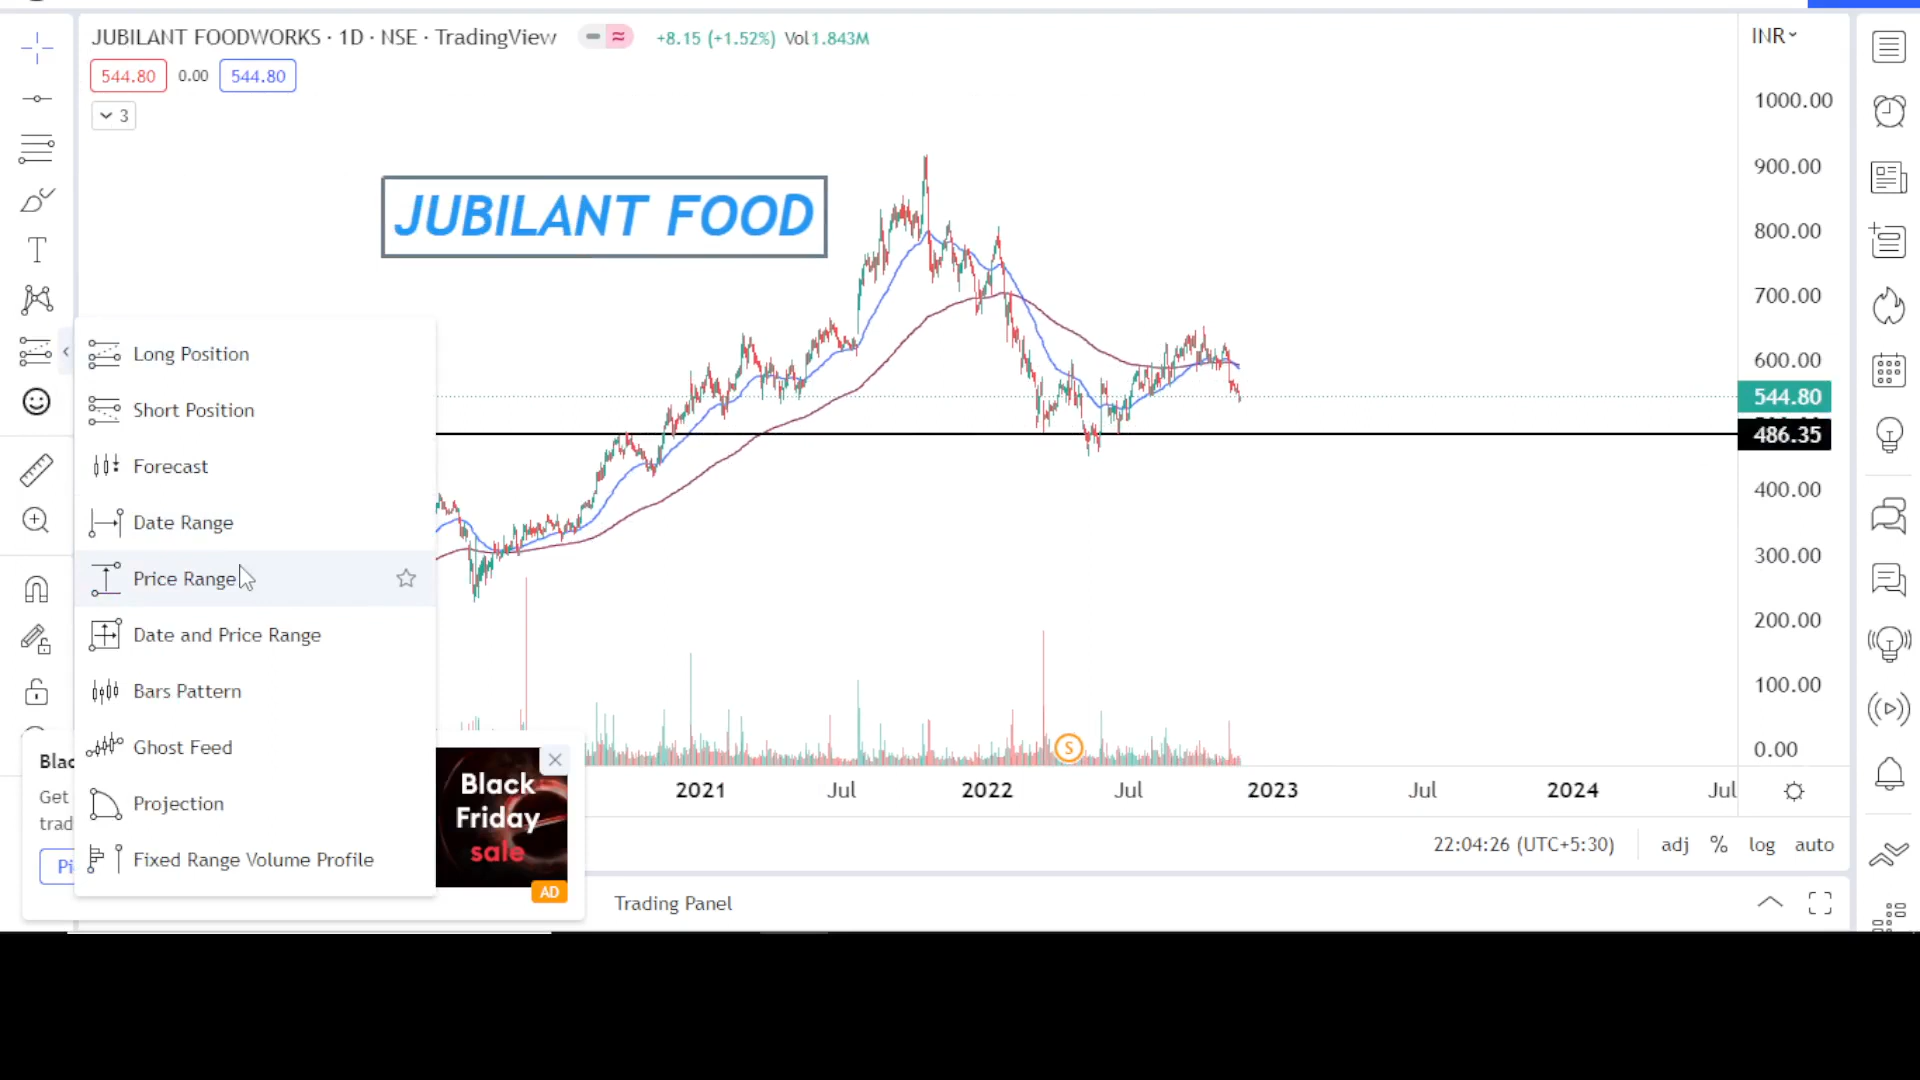 JUBILANT FOODWORKS · 1D · NSE · TradingView
+8.15 (+1.52%) Vol1.843M
INR
544.80 0.00 544.80
3
JUBILANT FOOD
1000.00
900.00
800.00
700.00
600.00
544.80
486.35
400.00
300.00
200.00
100.00
0.00
Long Position
Short Position
Forecast
Date Range
Price Range
Date and Price Range
Bars Pattern
Ghost Feed
Projection
Fixed Range Volume Profile
Blac
Get
trad
Pi
Black
Friday
sale
AD
S
2021 Jul 2022 Jul 2023 Jul 2024 Jul
22:04:26 (UTC+5:30) adj % log auto
Trading Panel